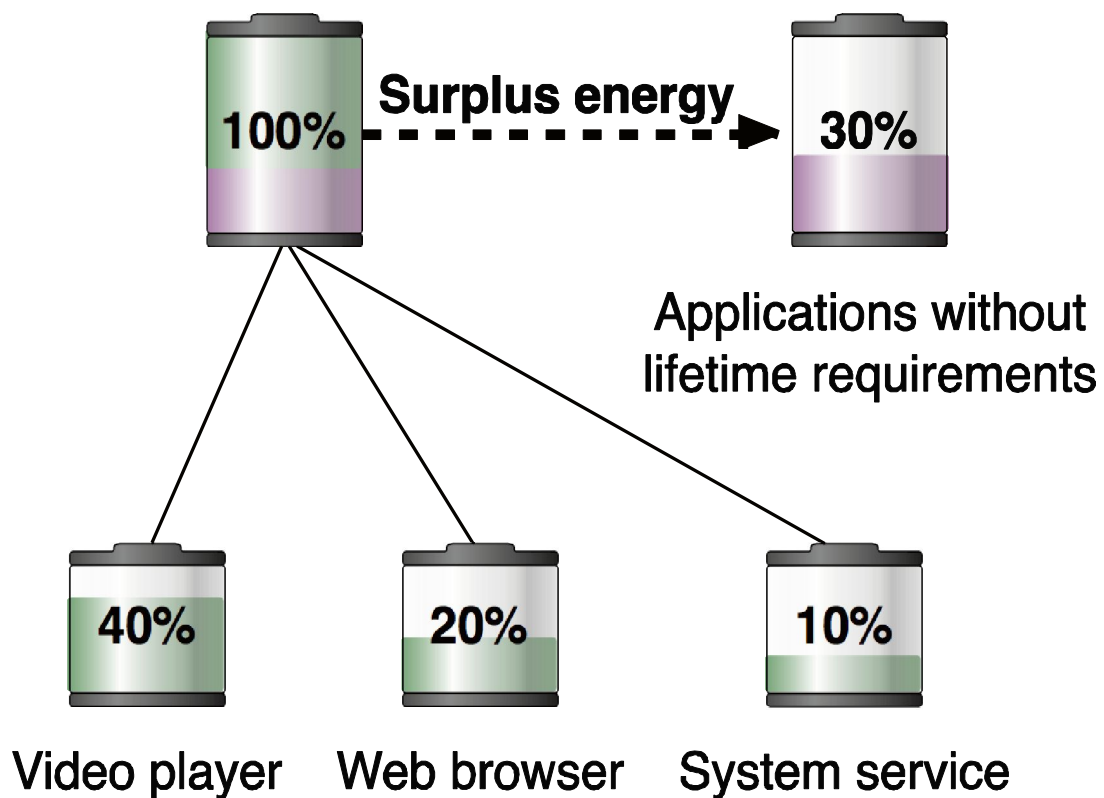 Surplus energy
100%
30%
Applications without
lifetime requirements
40%
20%
10%
Video player
Web browser
System service